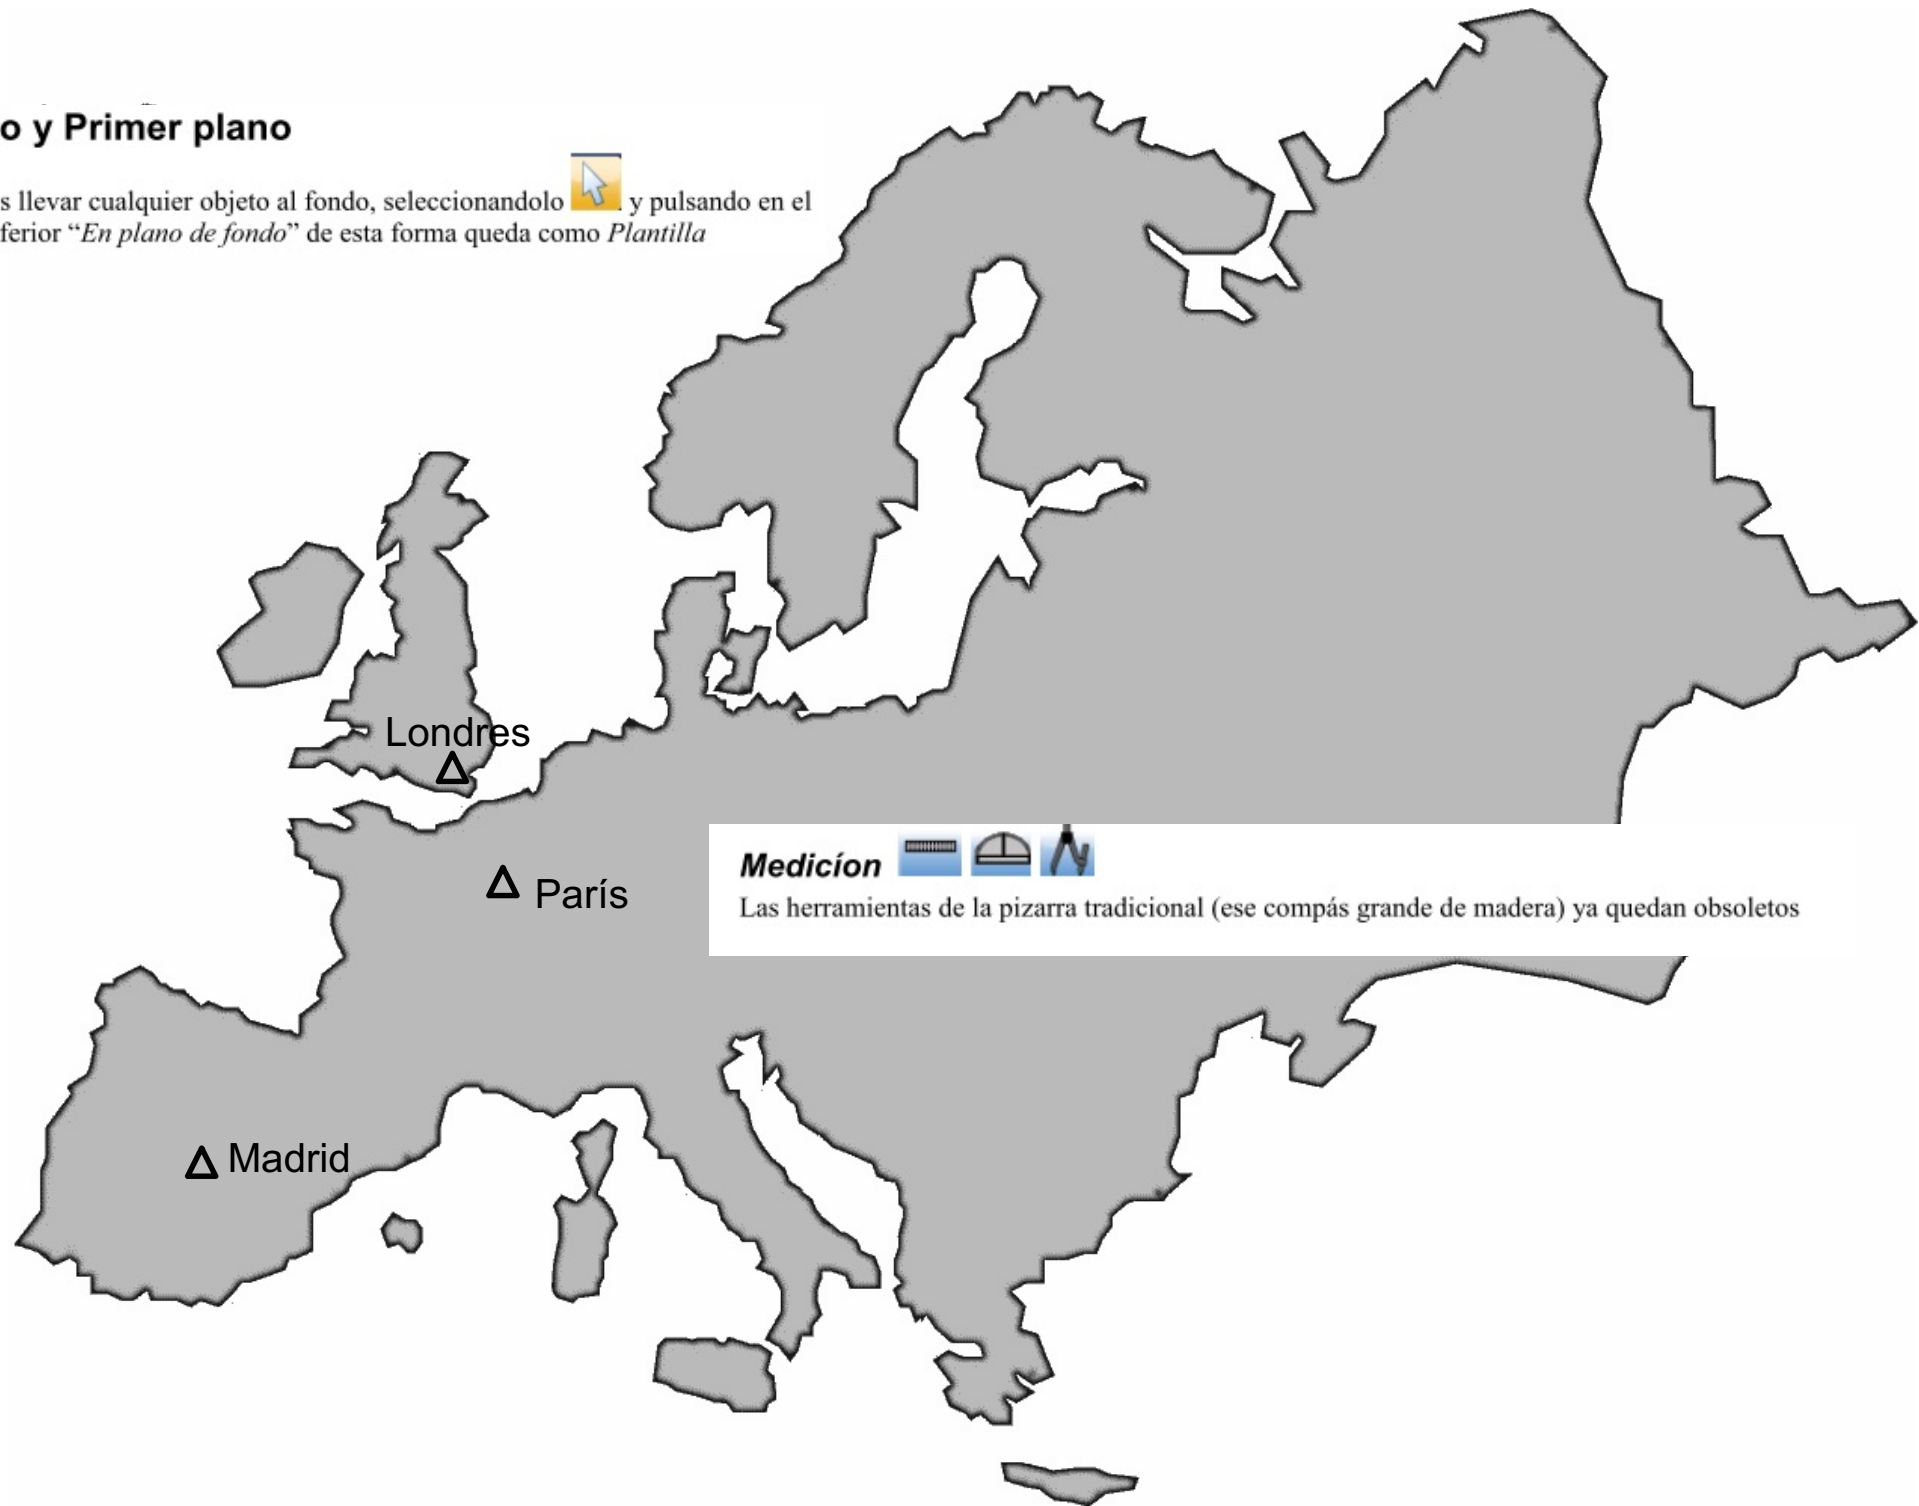 o y Primer plano
s llevar cualquier objeto al fondo, seleccionandolo . y pulsando en el
ferior “En plano de fondo” de esta forma queda como Plantilla
Londres
Medicíon
París
Las herramientas de la pizarra tradicional (ese compás grande de madera) ya quedan obsoletos
Madrid